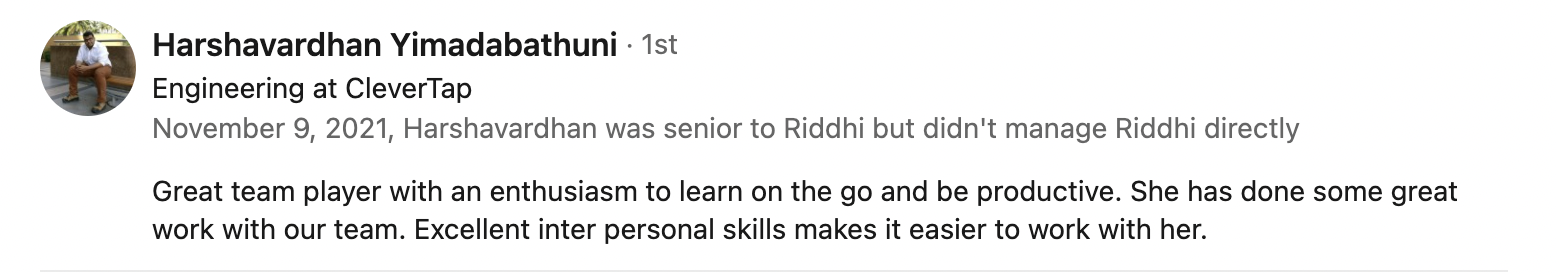 Harshavardhan Yimadabathuni · 1st
Engineering at CleverTap
November 9, 2021, Harshavardhan was senior to Riddhi but didn't manage Riddhi directly
Great team player with an enthusiasm to learn on the go and be productive. She has done some great
work with our team. Excellent inter personal skills makes it easier to work with her.